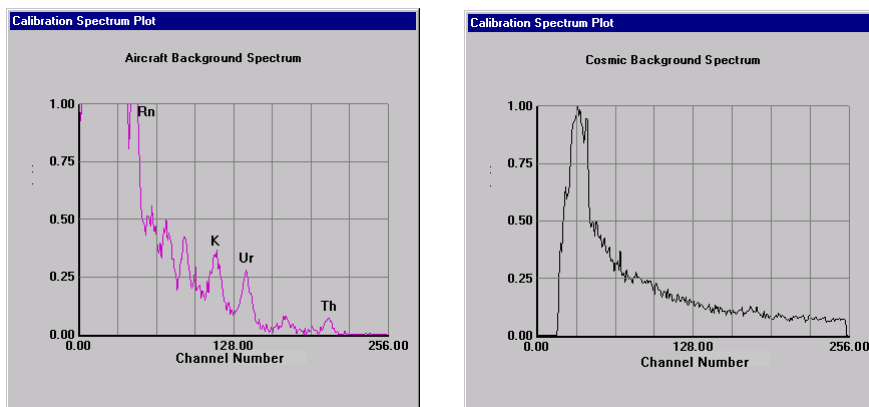 Calibration Spectrum Plot
Aircraft Background Spectrum
1.00
Rn
0.75
0.50
K
Ur
0.25
Th
0.00
0.00
128.00
256.00
Channel Number
Calibration Spectrum Plot
Cosmic Background Spectrum
1.00
0.75
0.50
0.25
0.00
0.00
128.00
256.00
Channel Number